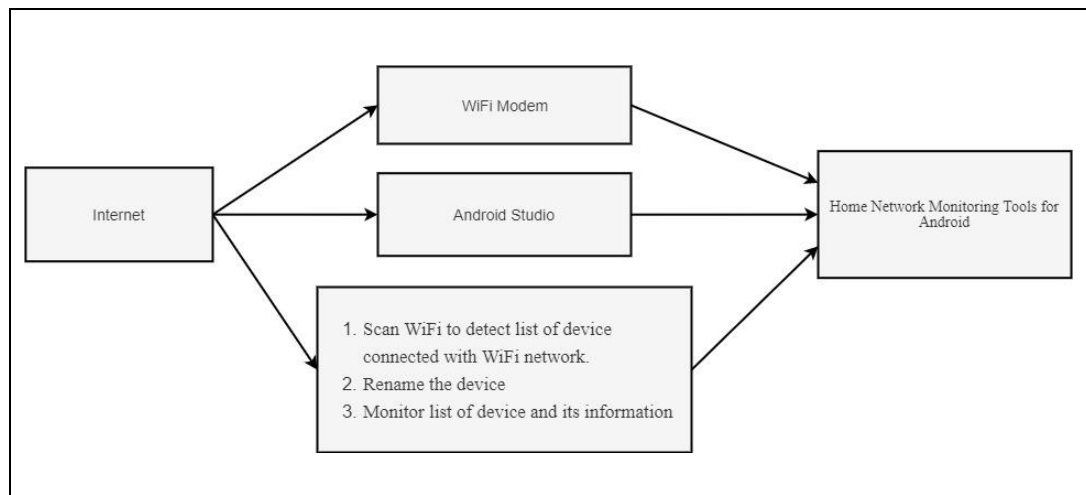 WiFi Modem
Internet
Android Studio
Home Network Monitoring Tools for
Android
1. Scan WiFi to detect list of device
connected with WiFi network.
2. Rename the device
3. Monitor list of device and its information